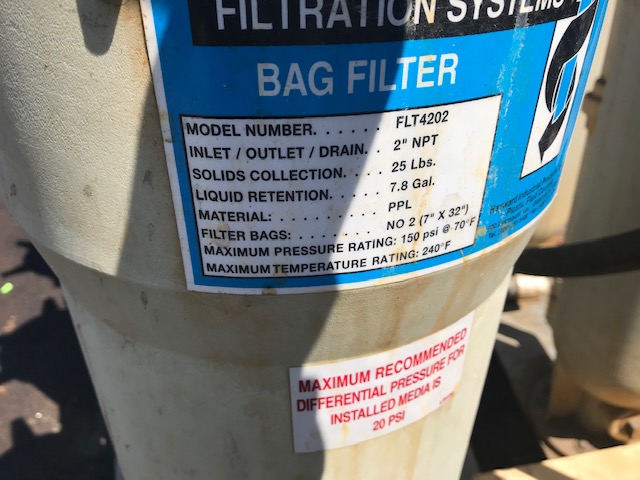 FILTRATION SYSTEMS
BAG FILTER
MODEL NUMBER. . . . . . FLT4202
INLET / OUTLET / DRAIN. . 2" NPT
SOLIDS COLLECTION. . . . 25 Lbs.
LIQUID RETENTION. . . . . 7.8 Gal.
MATERIAL: . . . . . . . . . . . PPL
FILTER BAGS: . . . . . . . . . NO 2 (7" X 32")
MAXIMUM PRESSURE RATING: 150 psi @ 70°F
MAXIMUM TEMPERATURE RATING: 240°F
Hayward Industrial
MAXIMUM RECOMMENDED
DIFFERENTIAL PRESSURE FOR
INSTALLED MEDIA IS
20 PSI